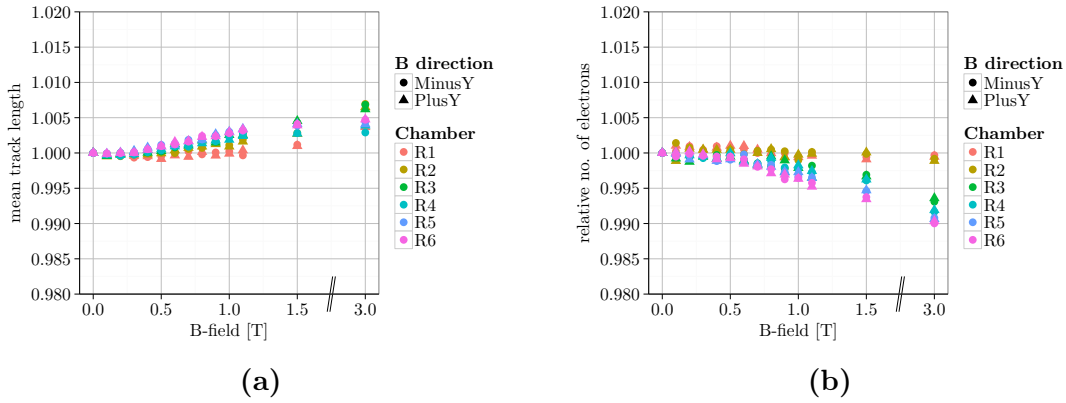 1.020
1.015
1.010
1.005
1.000
0.995
0.990
0.985
0.980
mean track length
0.0 0.5 1.0 1.5 3.0
B-field [T]
B direction
MinusY
PlusY
Chamber
R1
R2
R3
R4
R5
R6
(a)
1.020
1.015
1.010
1.005
1.000
0.995
0.990
0.985
0.980
relative no. of electrons
0.0 0.5 1.0 1.5 3.0
B-field [T]
B direction
MinusY
PlusY
Chamber
R1
R2
R3
R4
R5
R6
(b)